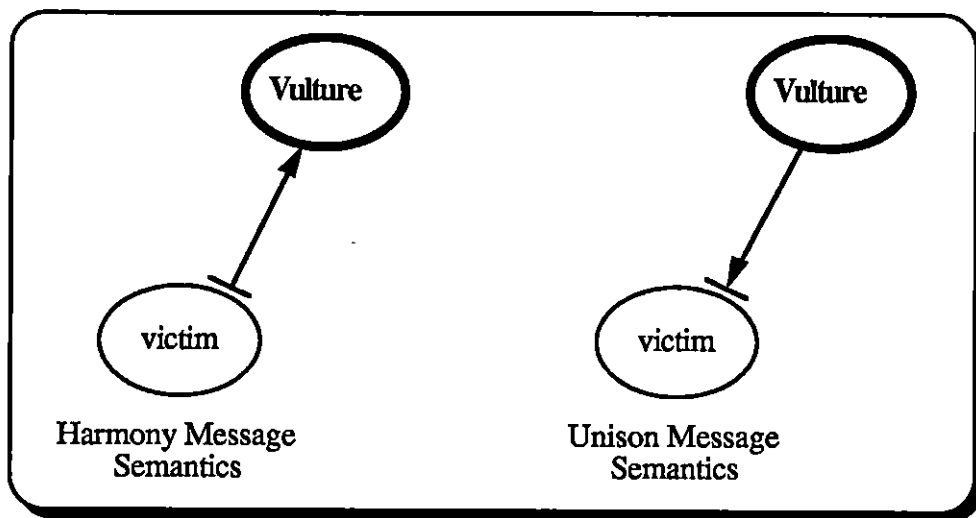 Vulture
victim
Harmony Message
Semantics
Vulture
victim
Unison Message
Semantics